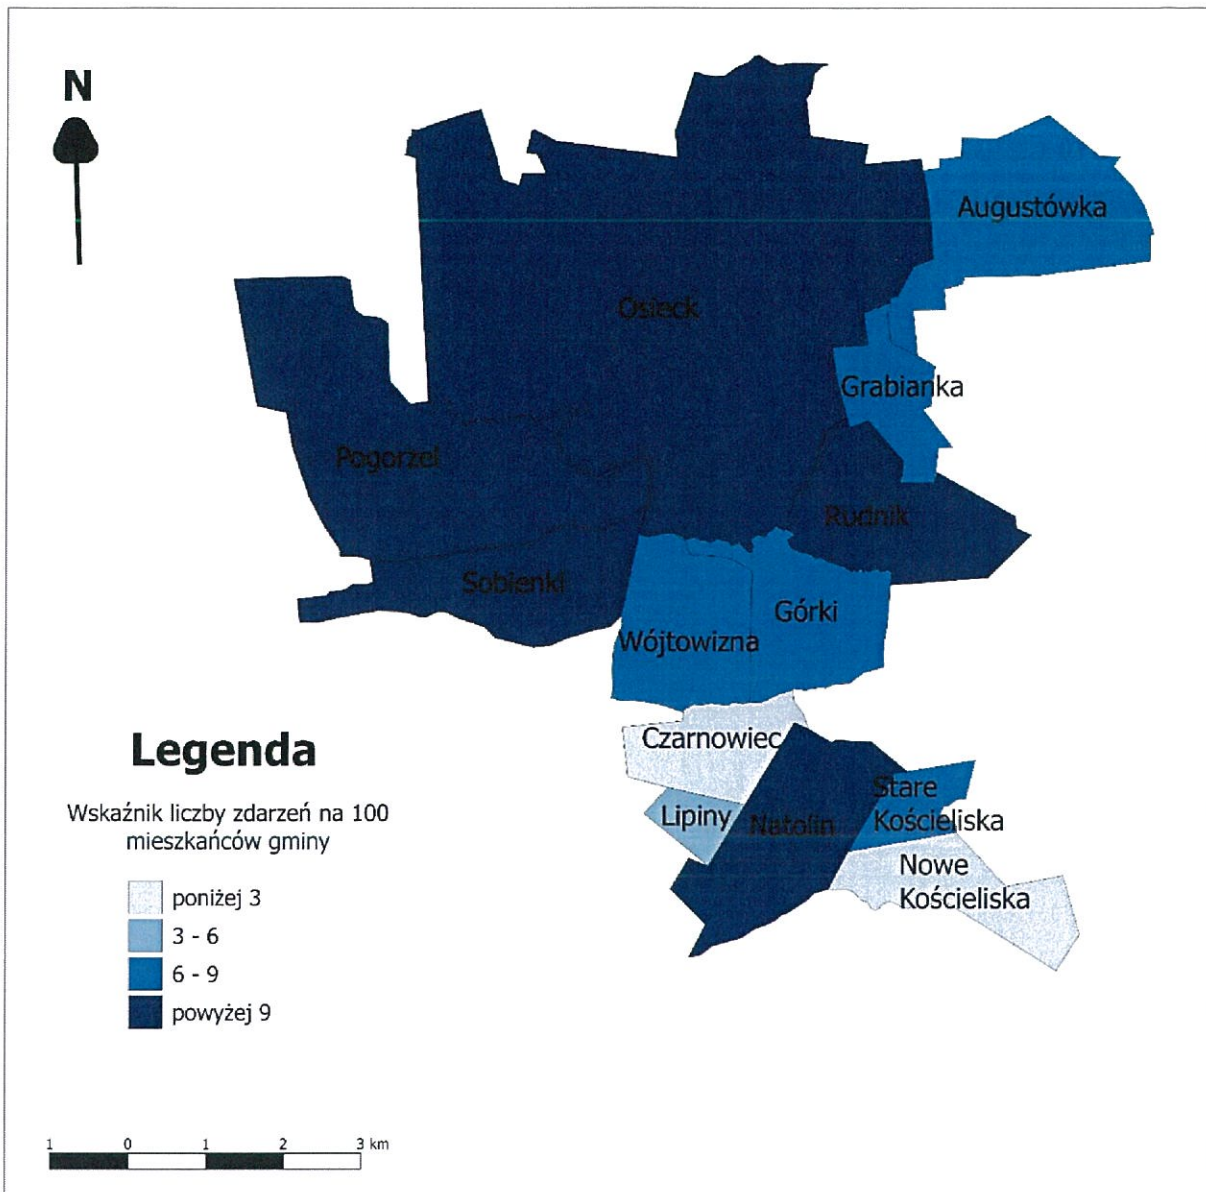 N
Augustówka
Osieck
Grabianka
Pogorzel
Rudnik
Sobienki
Górki
Wójtowizna
Czarnowiec
Stare
Kościeliska
Lipiny
Natolin
Nowe
Kościeliska
Legenda
Wskaźnik liczby zdarzeń na 100
mieszkańców gminy
poniżej 3
3 - 6
6 - 9
powyżej 9
1 0 1 2 3 km